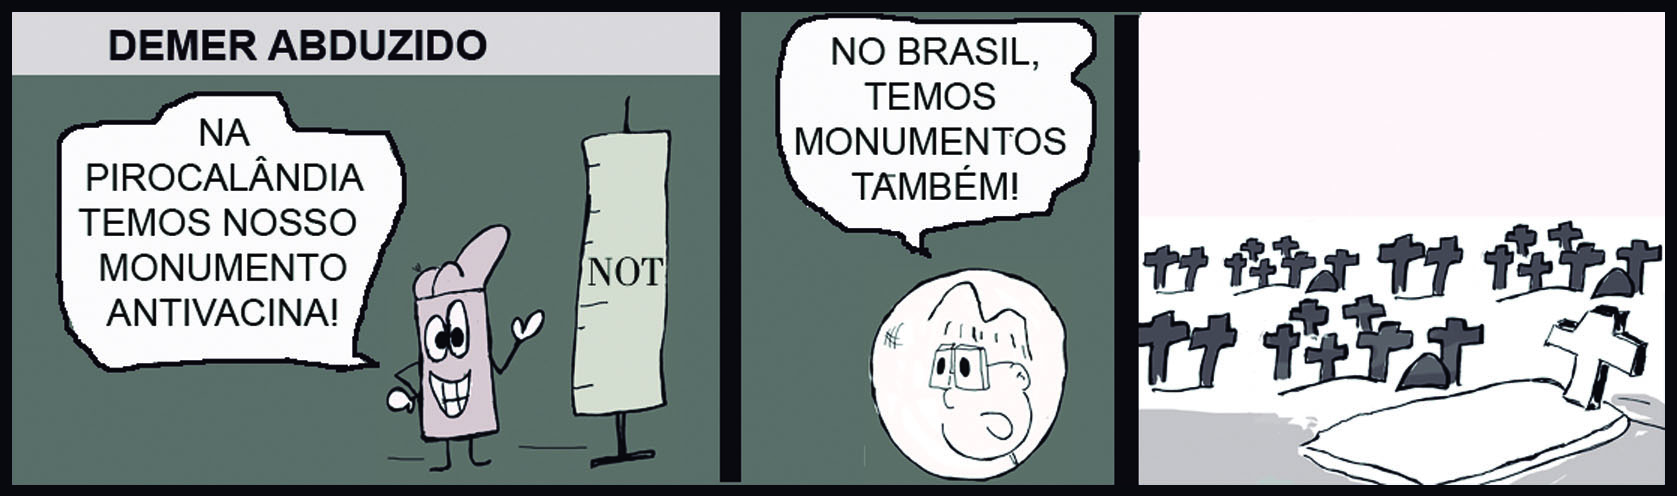 DEMER ABDUZIDO
NA
PIROCALÂNDIA
TEMOS NOSSO
MONUMENTO
ANTIVACINA!
NOT
NO BRASIL,
TEMOS
MONUMENTOS
TAMBÉM!